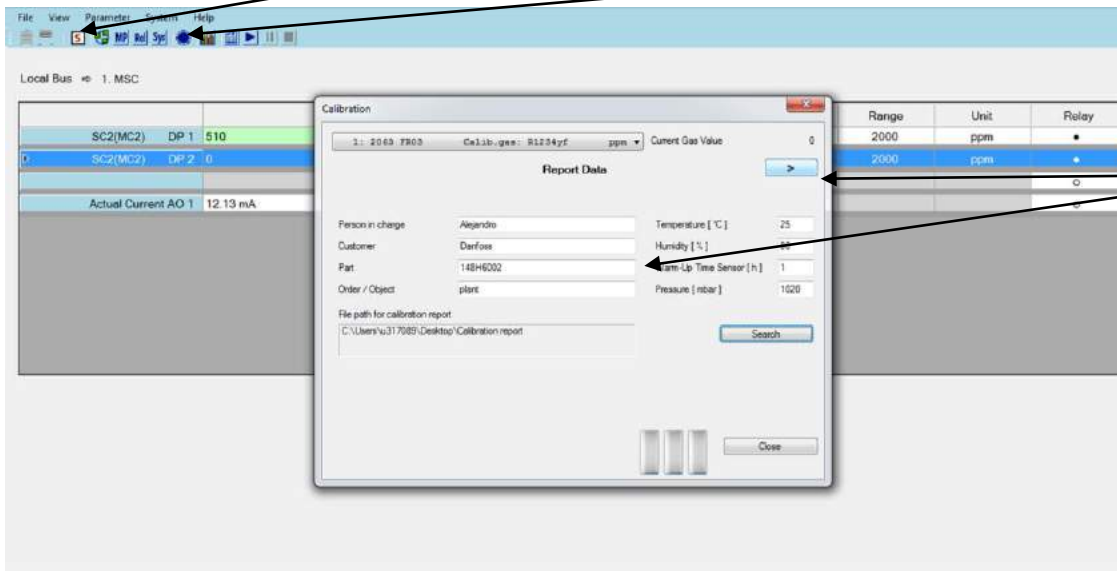 File View Parameter System Help
S MP Rel Sys
Local Bus ⇨ 1. MSC
Range Unit Relay
SC2(MC2) DP 1 510 2000 ppm
D SC2(MC2) DP 2 0 2000 ppm
Actual Current AO 1 12.13 mA
Calibration
1: 2063 FR03 Calib.gas: R1234yf ppm Current Gas Value 0
Report Data >
Person in charge Alejandro Temperature [ °C ] 25
Customer Danfoss Humidity [ % ]
Part 148H6002 Warm-Up Time Sensor [ h ] 1
Order / Object plant Pressure [ mbar ] 1020
File path for calibration report
C:\Users\u317089\Desktop\Calibration report Search
Close